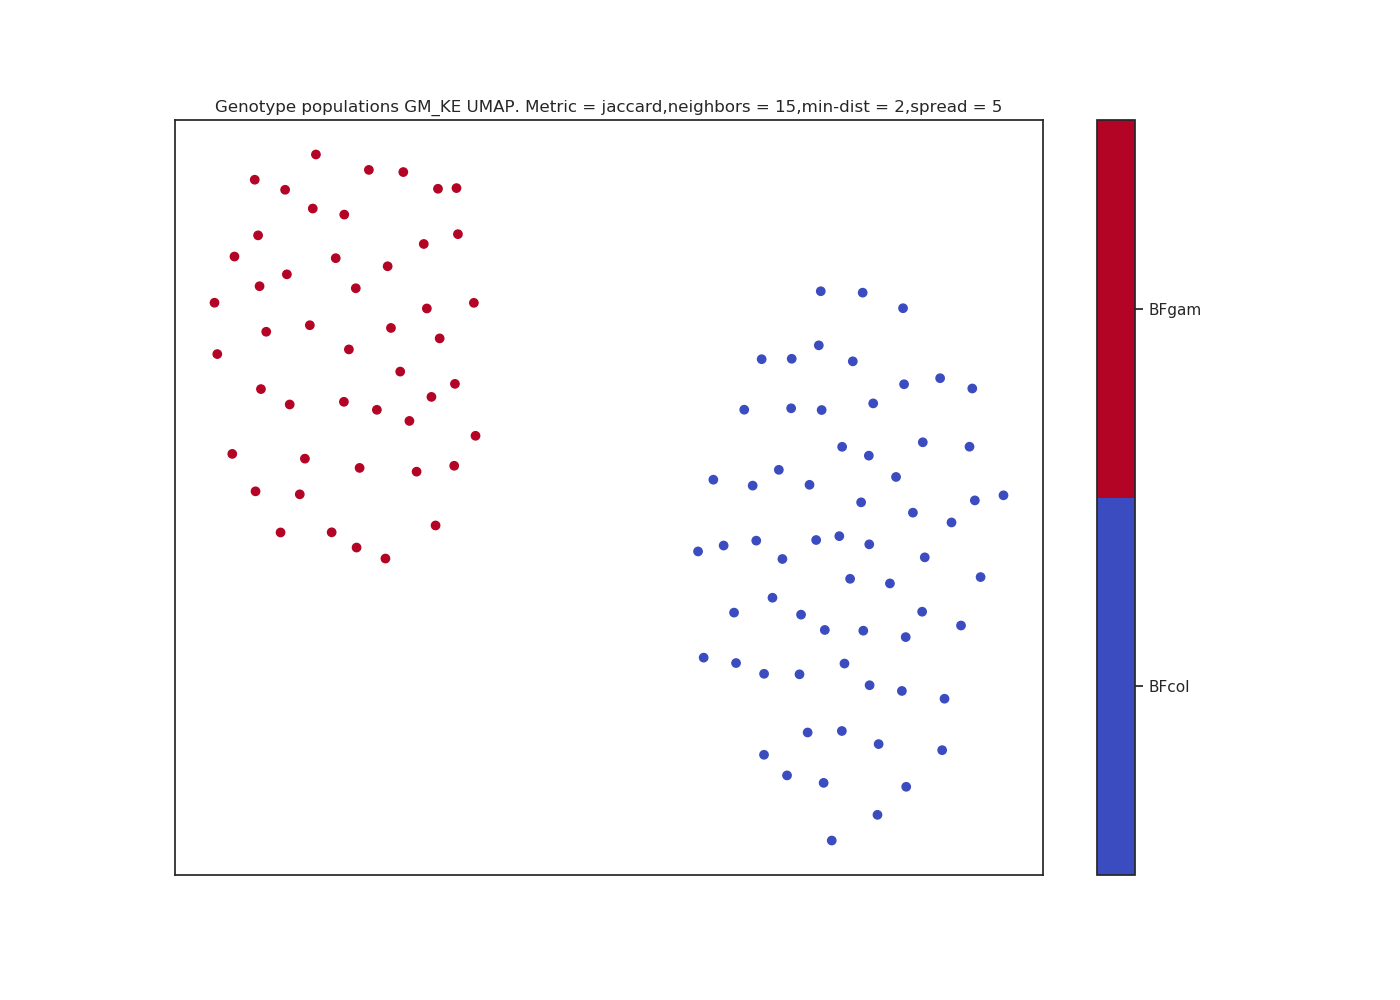 Genotype populations GM_KE UMAP. Metric = jaccard,neighbors = 15,min-dist = 2,spread = 5
BFgam
BFcol